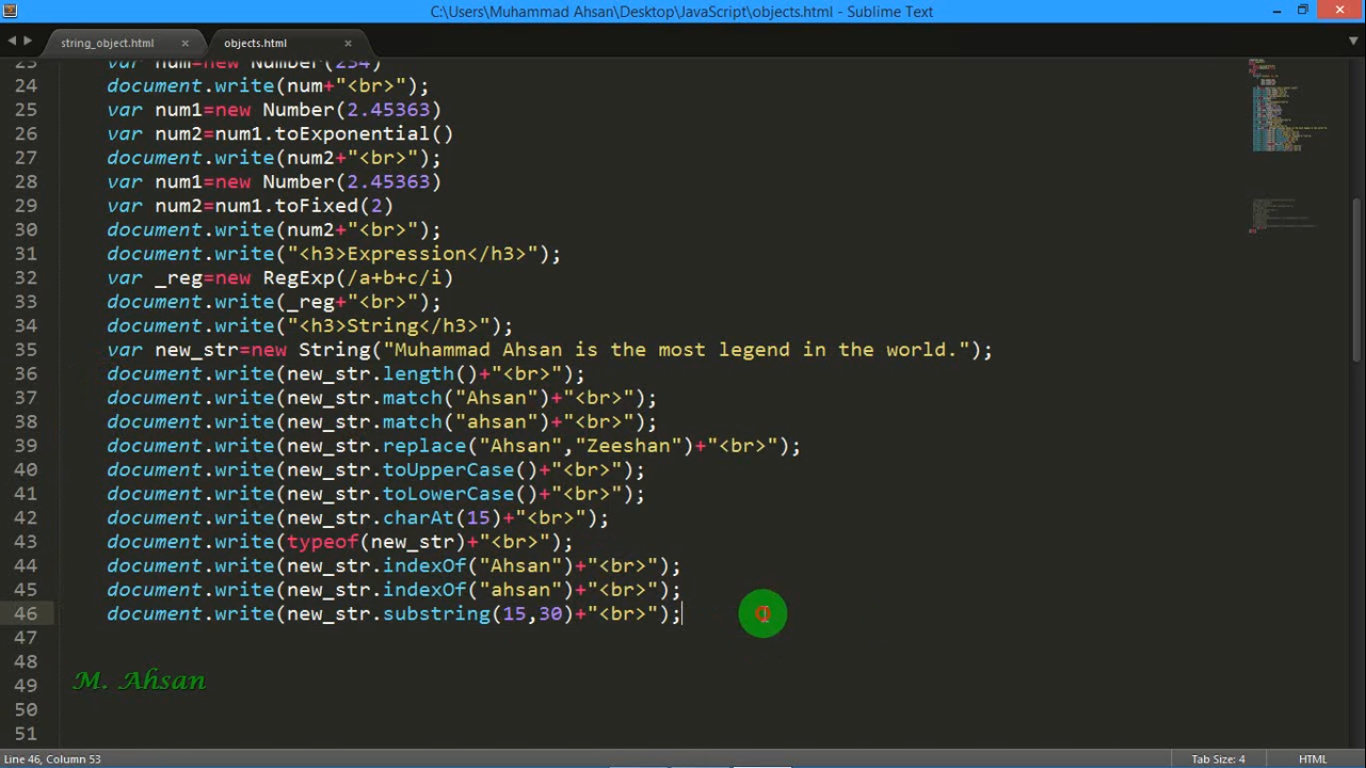 C:\Users\Muhammad Ahsan\Desktop\JavaScript\objects.html - Sublime Text
string_object.html × objects.html ×
23 var num=new Number(234)
24 document.write(num+"<br>");
25 var num1=new Number(2.45363)
26 var num2=num1.toExponential()
27 document.write(num2+"<br>");
28 var num1=new Number(2.45363)
29 var num2=num1.toFixed(2)
30 document.write(num2+"<br>");
31 document.write("<h3>Expression</h3>");
32 var _reg=new RegExp(/a+b+c/i)
33 document.write(_reg+"<br>");
34 document.write("<h3>String</h3>");
35 var new_str=new String("Muhammad Ahsan is the most legend in the world.");
36 document.write(new_str.length()+"<br>");
37 document.write(new_str.match("Ahsan")+"<br>");
38 document.write(new_str.match("ahsan")+"<br>");
39 document.write(new_str.replace("Ahsan","Zeeshan")+"<br>");
40 document.write(new_str.toUpperCase()+"<br>");
41 document.write(new_str.toLowerCase()+"<br>");
42 document.write(new_str.charAt(15)+"<br>");
43 document.write(typeof(new_str)+"<br>");
44 document.write(new_str.indexOf("Ahsan")+"<br>");
45 document.write(new_str.indexOf("ahsan")+"<br>");
46 document.write(new_str.substring(15,30)+"<br>");
47
48
M. Ahsan
49
50
51
Line 46, Column 53 Tab Size: 4 HTML